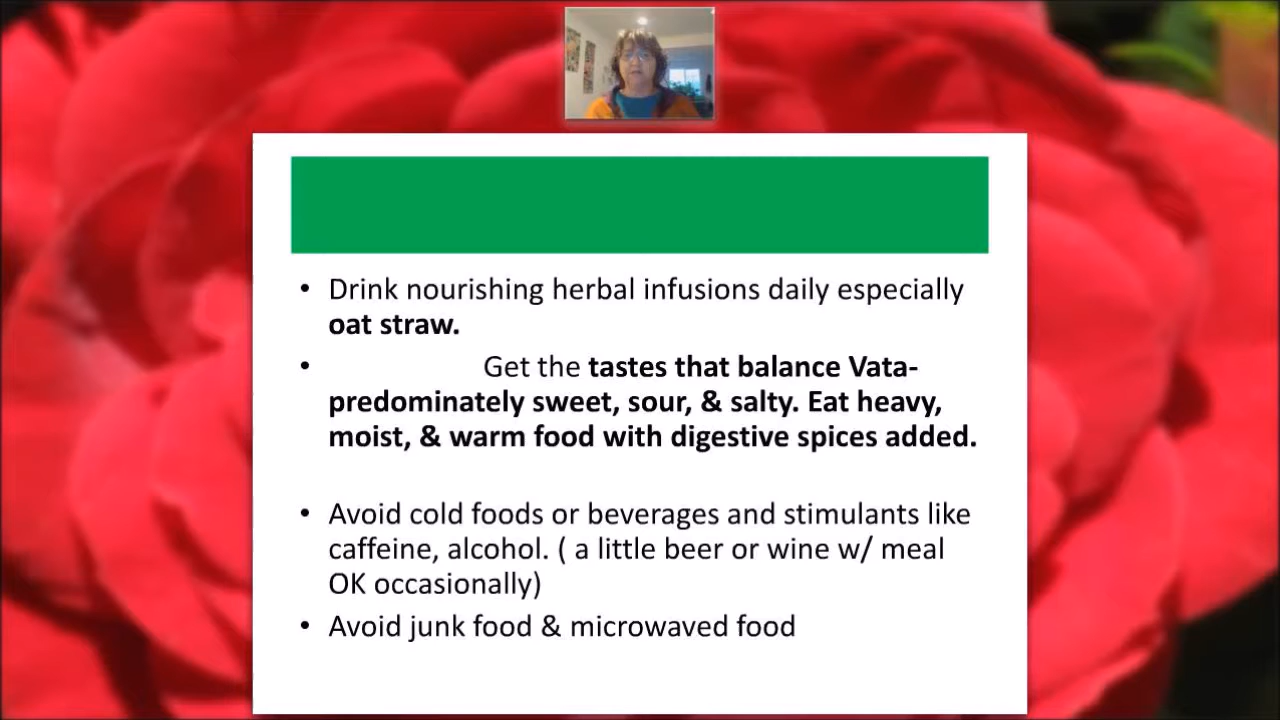 • Drink nourishing herbal infusions daily especially
oat straw.
• Get the tastes that balance Vata-
predominately sweet, sour, & salty. Eat heavy,
moist, & warm food with digestive spices added.
• Avoid cold foods or beverages and stimulants like
caffeine, alcohol. ( a little beer or wine w/ meal
OK occasionally)
• Avoid junk food & microwaved food